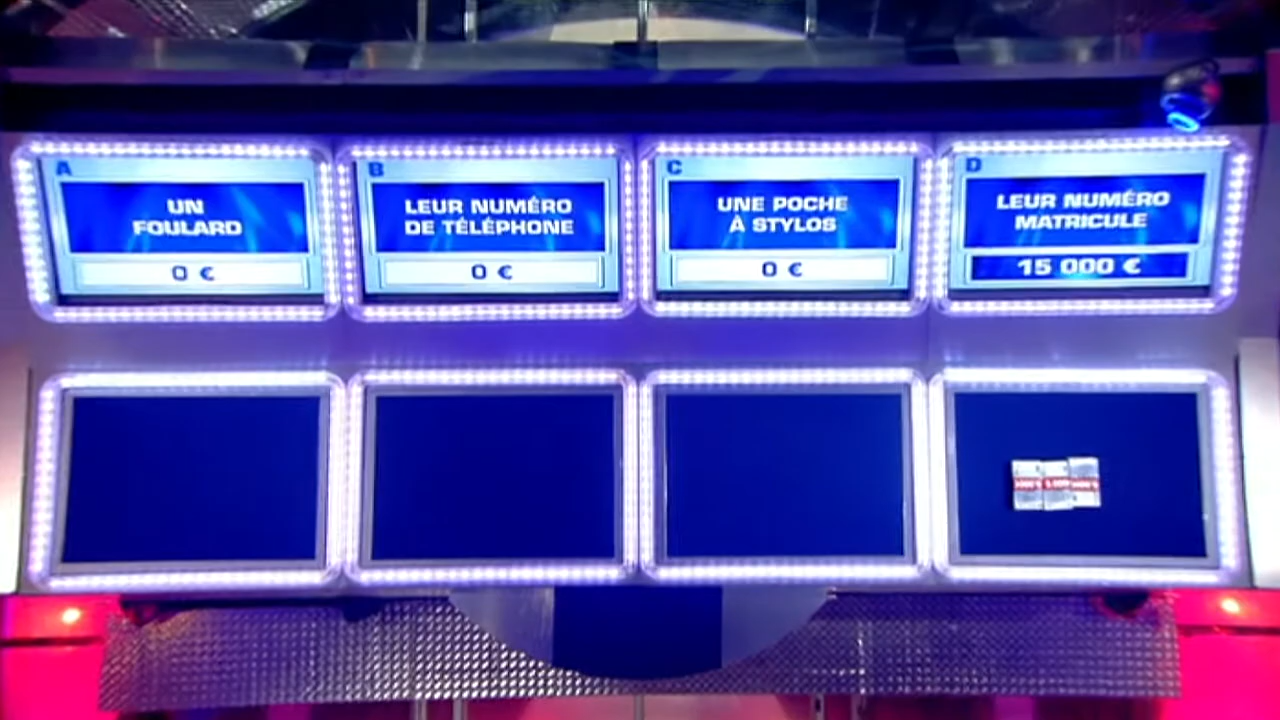 A
UN
FOULARD
0 €
B
LEUR NUMÉRO
DE TÉLÉPHONE
0 €
C
UNE POCHE
À STYLOS
0 €
D
LEUR NUMÉRO
MATRICULE
15 000 €